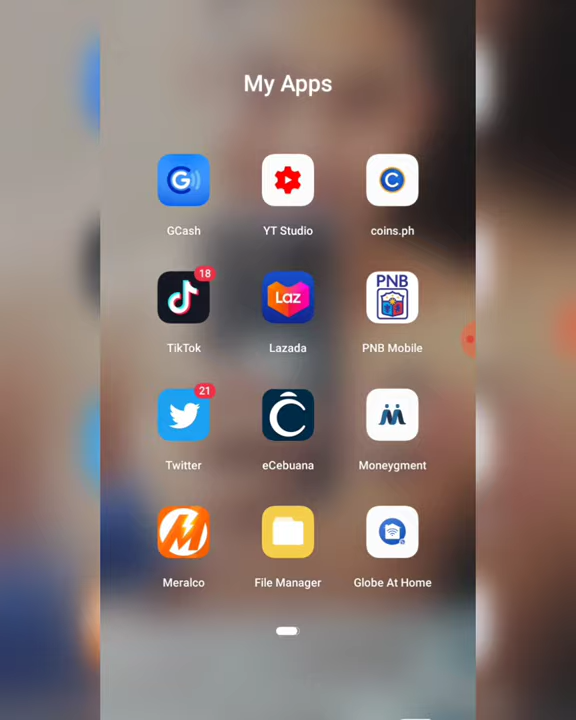 My Apps
G
C
GCash
YT Studio
coins.ph
18
Laz
PNB
TikTok
Lazada
PNB Mobile
21
C
M
Twitter
eCebuana
Moneygment
M
Meralco
File Manager
Globe At Home